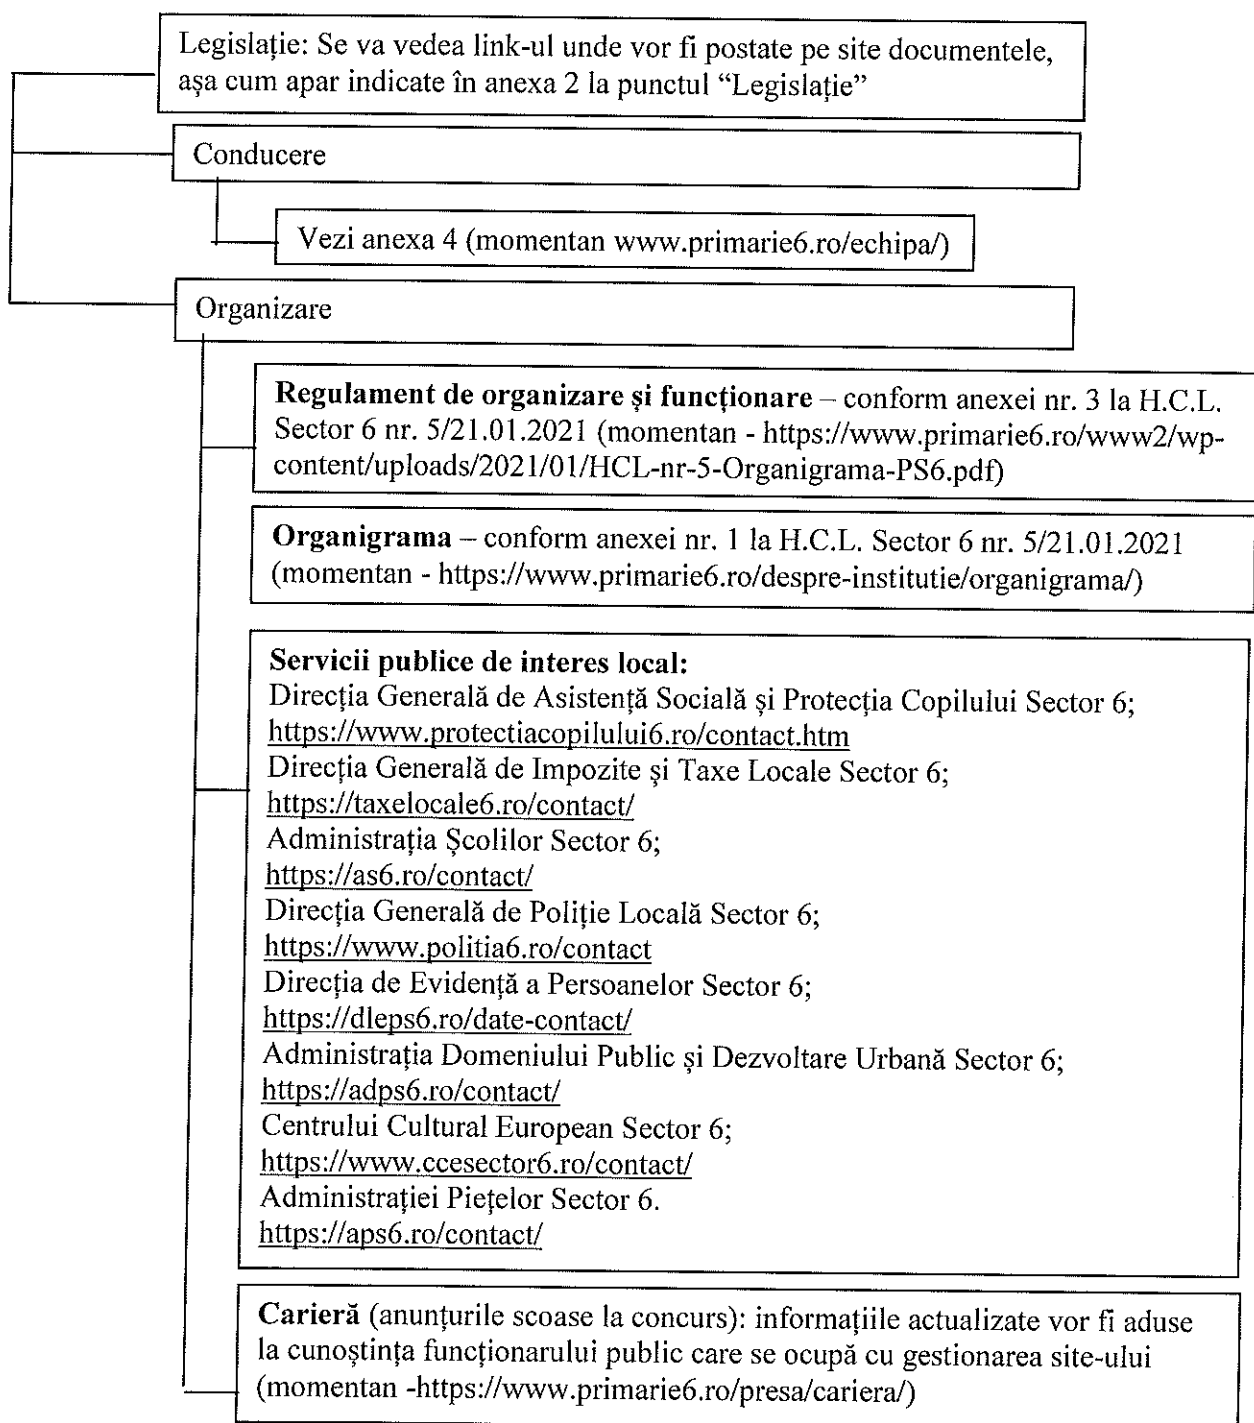 Legislație: Se va vedea link-ul unde vor fi postate pe site documentele,
așa cum apar indicate în anexa 2 la punctul “Legislație”
Conducere
Vezi anexa 4 (momentan www.primarie6.ro/echipa/)
Organizare
Regulament de organizare și funcționare – conform anexei nr. 3 la H.C.L.
Sector 6 nr. 5/21.01.2021 (momentan - https://www.primarie6.ro/www2/wp-
content/uploads/2021/01/HCL-nr-5-Organigrama-PS6.pdf)
Organigrama – conform anexei nr. 1 la H.C.L. Sector 6 nr. 5/21.01.2021
(momentan - https://www.primarie6.ro/despre-institutie/organigrama/)
Servicii publice de interes local:
Direcția Generală de Asistență Socială și Protecția Copilului Sector 6;
https://www.protectiacopilului6.ro/contact.htm
Direcția Generală de Impozite și Taxe Locale Sector 6;
https://taxelocale6.ro/contact/
Administrația Școlilor Sector 6;
https://as6.ro/contact/
Direcția Generală de Poliție Locală Sector 6;
https://www.politia6.ro/contact
Direcția de Evidență a Persoanelor Sector 6;
https://dleps6.ro/date-contact/
Administrația Domeniului Public și Dezvoltare Urbană Sector 6;
https://adps6.ro/contact/
Centrului Cultural European Sector 6;
https://www.ccesector6.ro/contact/
Administrației Piețelor Sector 6.
https://aps6.ro/contact/
Carieră (anunțurile scoase la concurs): informațiile actualizate vor fi aduse
la cunoștința funcționarului public care se ocupă cu gestionarea site-ului
(momentan -https://www.primarie6.ro/presa/cariera/)